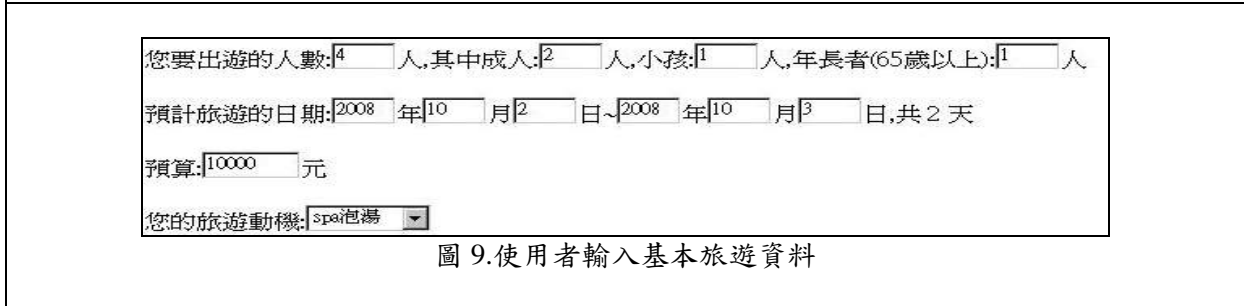 您要出遊的人數:4 人,其中成人:2 人,小孩:1 人,年長者(65歲以上):1 人
預計旅遊的日期:2008 年10 月2 日~2008 年10 月3 日,共 2 天
預算:10000 元
您的旅遊動機:spa泡湯
圖 9.使用者輸入基本旅遊資料